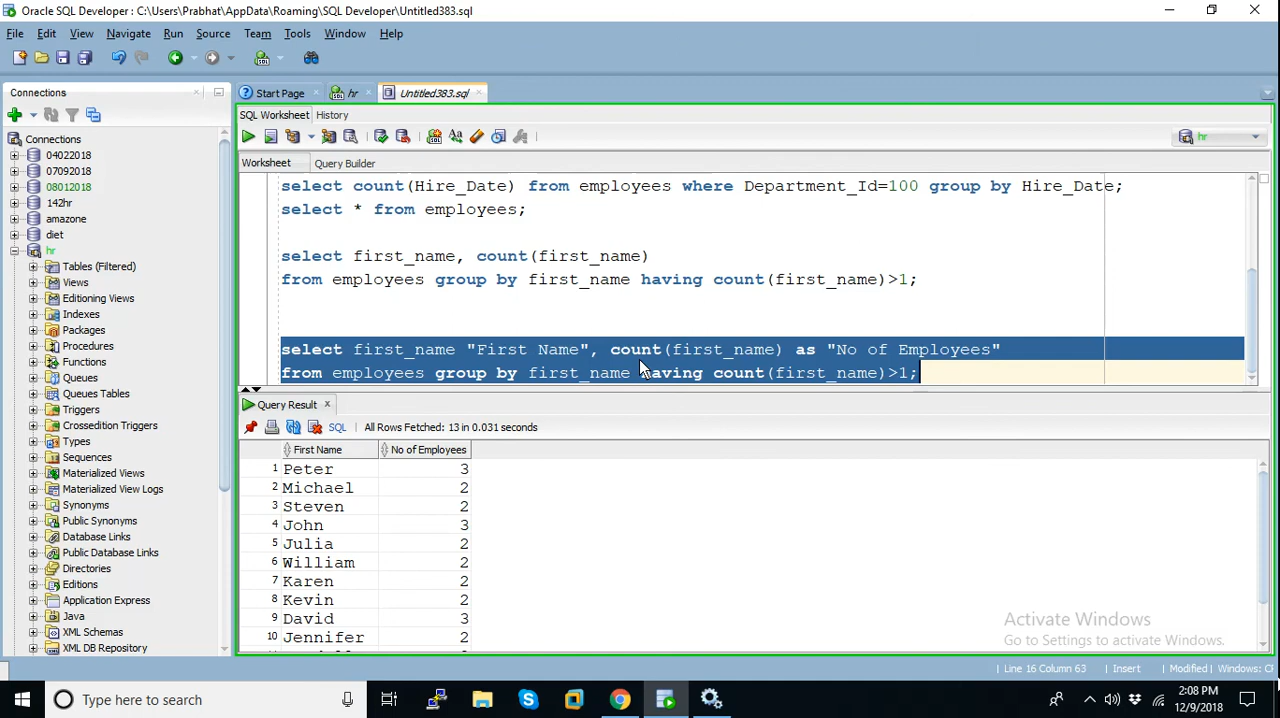 Oracle SQL Developer : C:\Users\Prabhat\AppData\Roaming\SQL Developer\Untitled383.sql
File Edit View Navigate Run Source Team Tools Window Help
Connections
Start Page hr Untitled383.sql
SQL Worksheet History
hr
Worksheet Query Builder
Connections
04022018
07092018
08012018
142hr
amazone
diet
hr
Tables (Filtered)
Views
Editioning Views
Indexes
Packages
Procedures
Functions
Queues
Queues Tables
Triggers
Crossedition Triggers
Types
Sequences
Materialized Views
Materialized View Logs
Synonyms
Public Synonyms
Database Links
Public Database Links
Directories
Editions
Application Express
Java
XML Schemas
XML DB Repository
select count(Hire_Date) from employees where Department_Id=100 group by Hire_Date;
select * from employees;
select first_name, count(first_name)
from employees group by first_name having count(first_name)>1;
select first_name "First Name", count(first_name) as "No of Employees"
from employees group by first_name having count(first_name)>1;
Query Result
SQL All Rows Fetched: 13 in 0.031 seconds
First Name No of Employees
1 Peter 3
2 Michael 2
3 Steven 2
4 John 3
5 Julia 2
6 William 2
7 Karen 2
8 Kevin 2
9 David 3
10 Jennifer 2
Activate Windows
Go to Settings to activate Windows.
Line 16 Column 63 Insert Modified Windows:
Type here to search
2:08 PM
12/9/2018